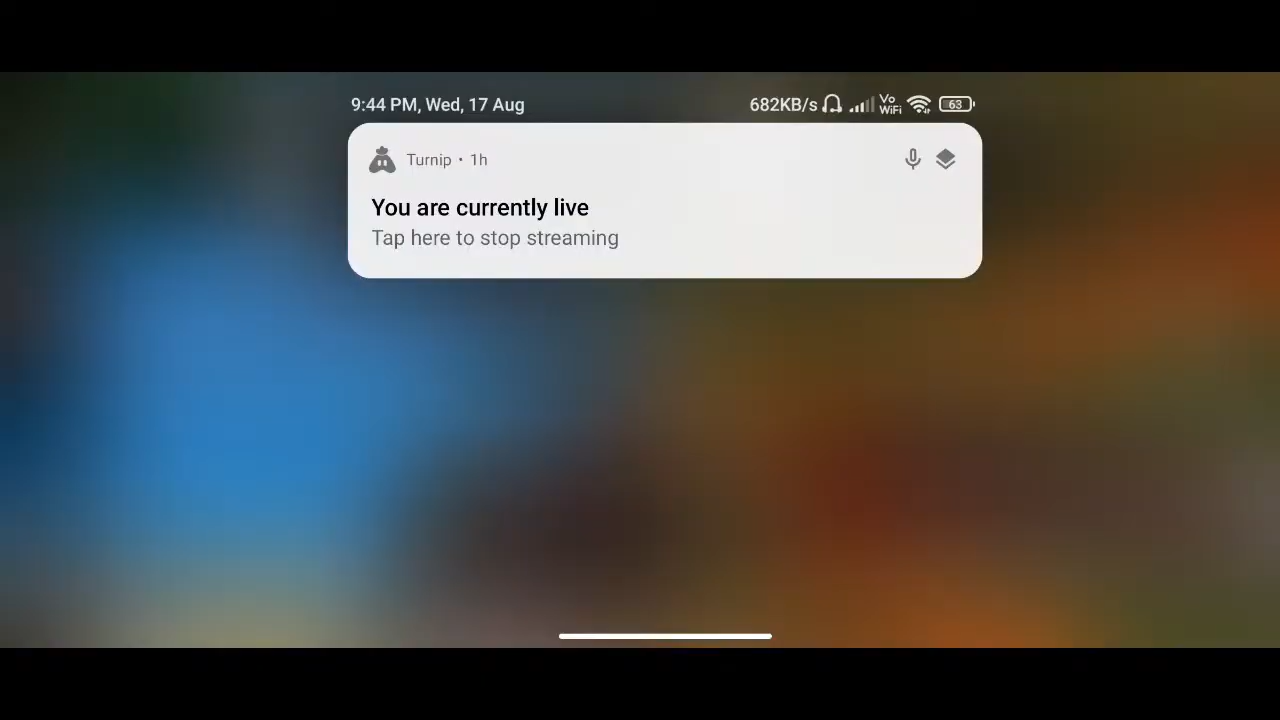 9:44 PM, Wed, 17 Aug 682KB/s Vo WiFi 63
Turnip • 1h
You are currently live
Tap here to stop streaming